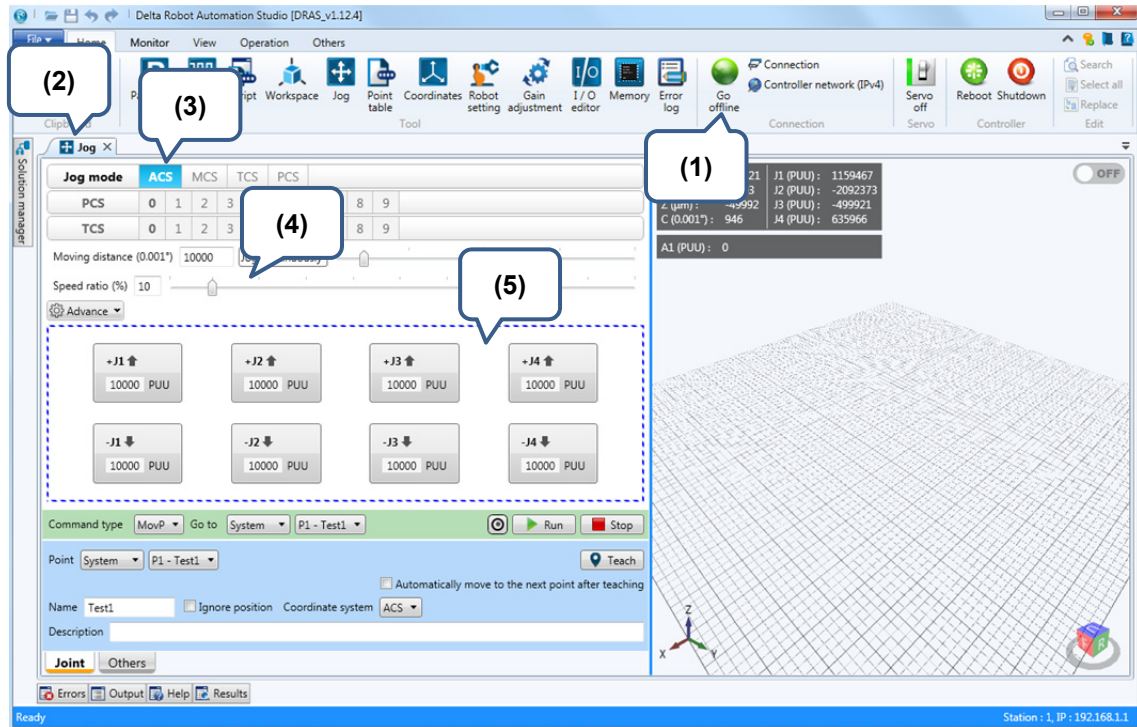 Delta Robot Automation Studio [DRAS_v1.12.4]
File Home Monitor View Operation Others
Connection
Controller network (IPv4)
Search
Select all
Replace
Workspace Jog Point table Coordinates Robot setting Gain adjustment I/O editor Memory Error log Go offline Servo off Reboot Shutdown
Tool Connection Servo Controller Edit
(2)
(3)
(1)
Solution manager
Jog
Jog mode ACS MCS TCS PCS
OFF
PCS 0 1 2 3 8 9
TCS 0 1 2 3 8 9
J1 (PUU) : 1159467
J2 (PUU) : -2092373
Z (µm) : -49992 J3 (PUU) : -499921
C (0.001°) : 946 J4 (PUU) : 635966
A1 (PUU) : 0
(4)
Moving distance (0.001°) 10000
Speed ratio (%) 10
(5)
Advance
+J1 +J2 +J3 +J4
10000 PUU 10000 PUU 10000 PUU 10000 PUU
-J1 -J2 -J3 -J4
10000 PUU 10000 PUU 10000 PUU 10000 PUU
Command type MovP Go to System P1 - Test1 Run Stop
Point System P1 - Test1 Teach
Automatically move to the next point after teaching
Name Test1 Ignore position Coordinate system ACS
Description
Joint Others
Z
X Y
Errors Output Help Results
Ready Station : 1, IP : 192.168.1.1